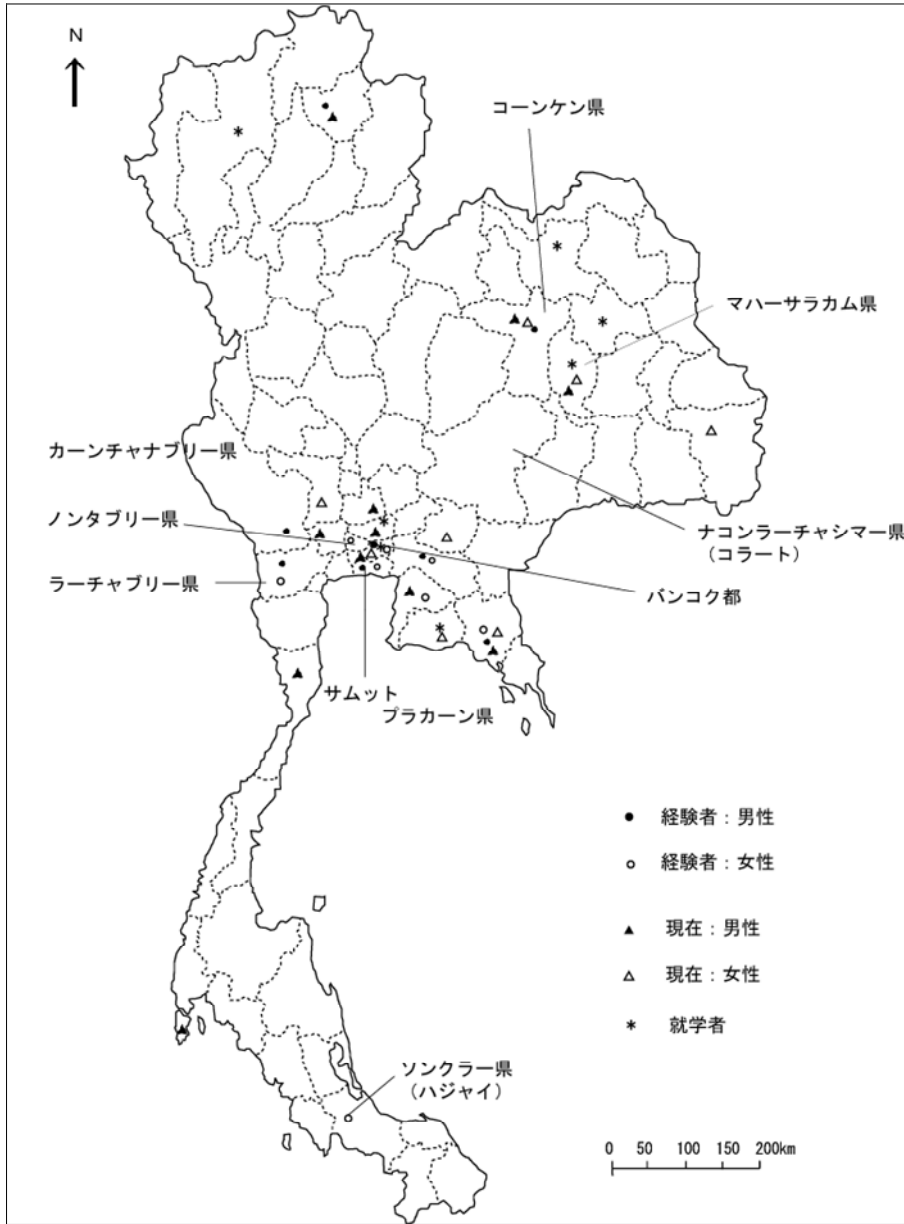 N
コーンケン県
マハーサラカム県
カーンチャナブリー県
ノンタブリー県
ナコンラーチャシマー県
（コラート）
ラーチャブリー県
バンコク都
サムット
プラカーン県
● 経験者：男性
○ 経験者：女性
▲ 現在：男性
△ 現在：女性
* 就学者
ソンクラー県
（ハジャイ）
0 50 100 150 200km